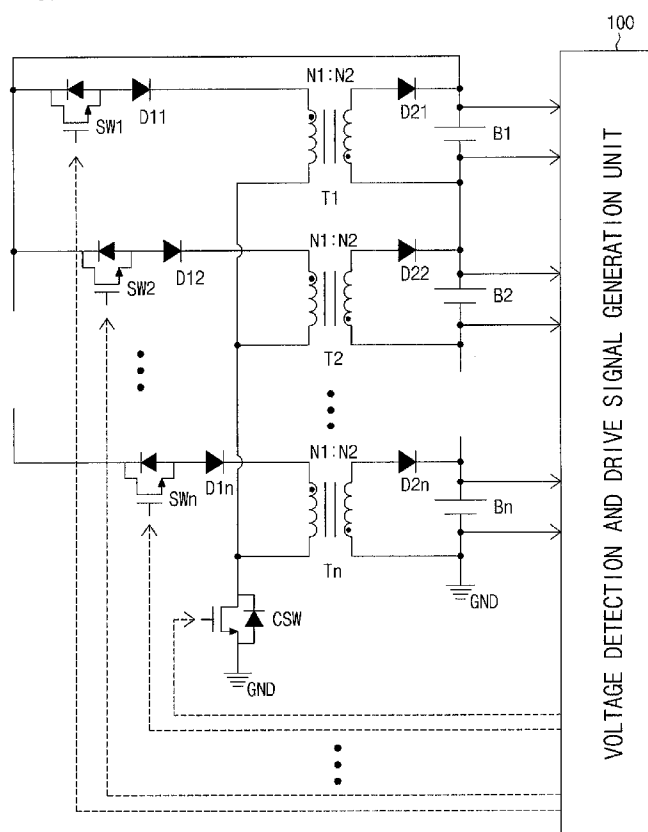 100
N1:N2
D21
SW1
D11
B1
T1
N1:N2
D22
SW2
D12
B2
T2
N1:N2
D2n
SWn
D1n
Bn
Tn
GND
CSW
GND
VOLTAGE DETECTION AND DRIVE SIGNAL GENERATION UNIT